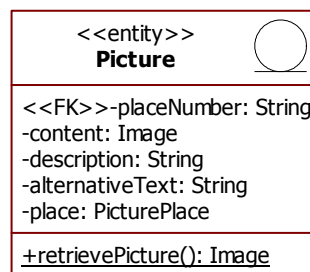 <<entity>>
Picture
<<FK>>-placeNumber: String
-content: Image
-description: String
-alternativeText: String
-place: PicturePlace
+retrievePicture(): Image